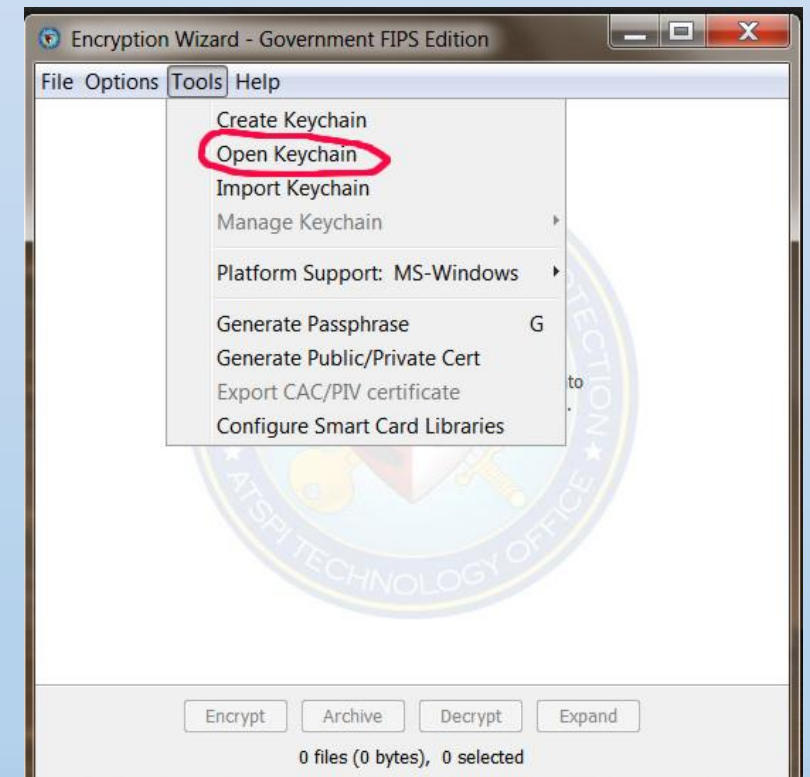 Encryption Wizard - Government FIPS Edition
X
File Options Tools Help
Create Keychain
Open Keychain
Import Keychain
Manage Keychain
Platform Support: MS-Windows
Generate Passphrase G
Generate Public/Private Cert
Export CAC/PIV certificate
to
.
Configure Smart Card Libraries
ATSPI TECHNOLOGY OFFICE
Encrypt Archive Decrypt Expand
0 files (0 bytes), 0 selected